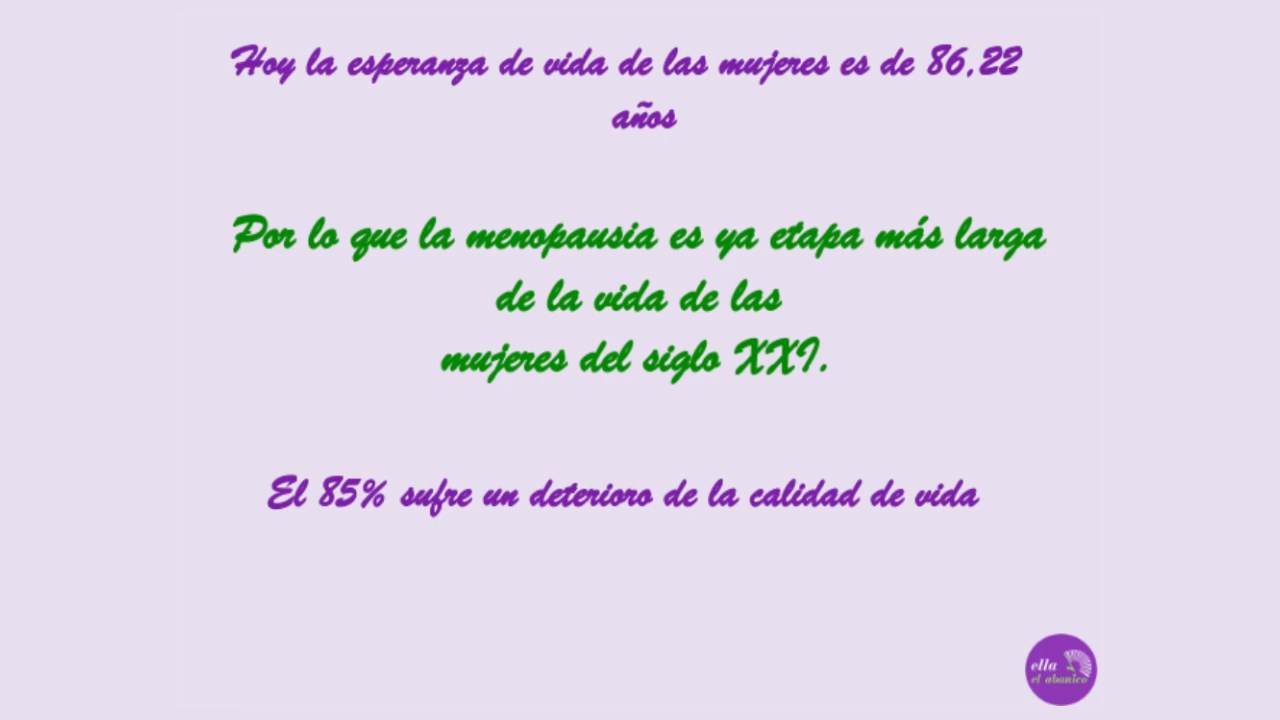 Hoy la esperanza de vida de las mujeres es de 86,22
años
Por lo que la menopausia es ya etapa más larga
de la vida de las
mujeres del siglo XXI.
El 85% sufre un deterioro de la calidad de vida
ella
el abanico